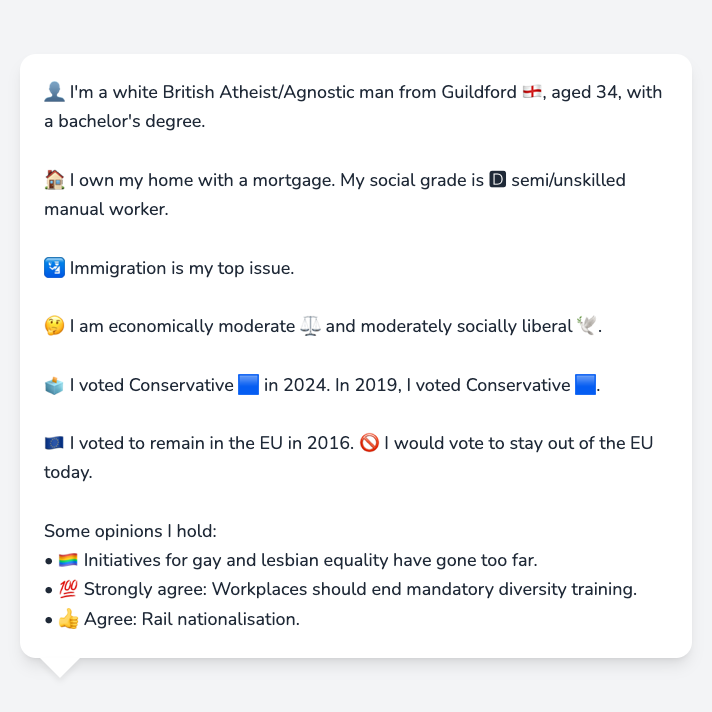 👤 I'm a white British Atheist/Agnostic man from Guildford 🏴󠁧󠁢󠁥󠁮󠁧󠁿, aged 34, with
a bachelor's degree.
🏠 I own my home with a mortgage. My social grade is 🅳 semi/unskilled
manual worker.
🛂 Immigration is my top issue.
🤔 I am economically moderate ⚖️ and moderately socially liberal 🕊️.
🗳️ I voted Conservative 🟦 in 2024. In 2019, I voted Conservative 🟦.
🇪🇺 I voted to remain in the EU in 2016. 🚫 I would vote to stay out of the EU
today.
Some opinions I hold:
• 🏳️‍🌈 Initiatives for gay and lesbian equality have gone too far.
• 💯 Strongly agree: Workplaces should end mandatory diversity training.
• 👍 Agree: Rail nationalisation.